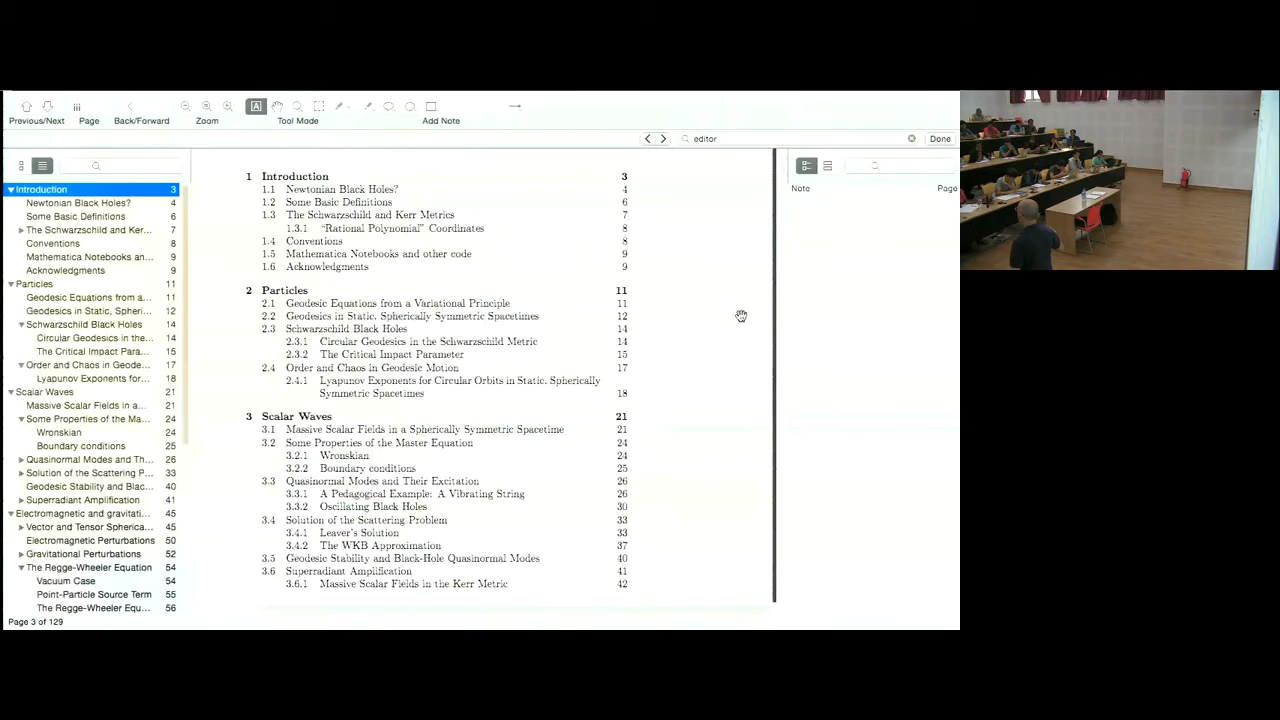 Previous/Next Page Back/Forward Zoom Tool Mode Add Note
editor Done
Introduction 3
Newtonian Black Holes? 4
Some Basic Definitions 6
The Schwarzschild and Ker... 7
Conventions 8
Mathematica Notebooks an... 9
Acknowledgments 9
Particles 11
Geodesic Equations from a... 11
Geodesics in Static, Spheri... 12
Schwarzschild Black Holes 14
Circular Geodesics in the... 14
The Critical Impact Para... 15
Order and Chaos in Geode... 17
Lyapunov Exponents for... 18
Scalar Waves 21
Massive Scalar Fields in a... 21
Some Properties of the Ma... 24
Wronskian 24
Boundary conditions 25
Quasinormal Modes and Th... 26
Solution of the Scattering P... 33
Geodesic Stability and Blac... 40
Superradiant Amplification 41
Electromagnetic and gravitati... 45
Vector and Tensor Spherica... 45
Electromagnetic Perturbations 50
Gravitational Perturbations 52
The Regge-Wheeler Equation 54
Vacuum Case 54
Point-Particle Source Term 55
The Regge-Wheeler Equ... 56
Page 3 of 129
1 Introduction 3
1.1 Newtonian Black Holes? 4
1.2 Some Basic Definitions 6
1.3 The Schwarzschild and Kerr Metrics 7
1.3.1 “Rational Polynomial” Coordinates 8
1.4 Conventions 8
1.5 Mathematica Notebooks and other code 9
1.6 Acknowledgments 9
2 Particles 11
2.1 Geodesic Equations from a Variational Principle 11
2.2 Geodesics in Static, Spherically Symmetric Spacetimes 12
2.3 Schwarzschild Black Holes 14
2.3.1 Circular Geodesics in the Schwarzschild Metric 14
2.3.2 The Critical Impact Parameter 15
2.4 Order and Chaos in Geodesic Motion 17
2.4.1 Lyapunov Exponents for Circular Orbits in Static, Spherically
Symmetric Spacetimes 18
3 Scalar Waves 21
3.1 Massive Scalar Fields in a Spherically Symmetric Spacetime 21
3.2 Some Properties of the Master Equation 24
3.2.1 Wronskian 24
3.2.2 Boundary conditions 25
3.3 Quasinormal Modes and Their Excitation 26
3.3.1 A Pedagogical Example: A Vibrating String 26
3.3.2 Oscillating Black Holes 30
3.4 Solution of the Scattering Problem 33
3.4.1 Leaver's Solution 33
3.4.2 The WKB Approximation 37
3.5 Geodesic Stability and Black-Hole Quasinormal Modes 40
3.6 Superradiant Amplification 41
3.6.1 Massive Scalar Fields in the Kerr Metric 42
Note Page